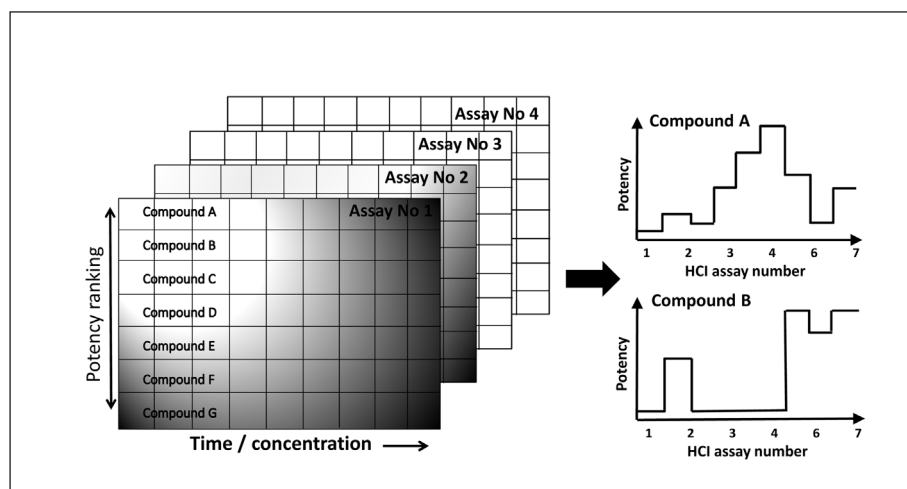 Assay No 4
Assay No 3
Assay No 2
Assay No 1
Compound A
Compound B
Compound C
Compound D
Compound E
Compound F
Compound G
Potency ranking
Time / concentration
Compound A
Potency
1 2 3 4 6 7
HCI assay number
Compound B
Potency
1 2 3 4 6 7
HCI assay number